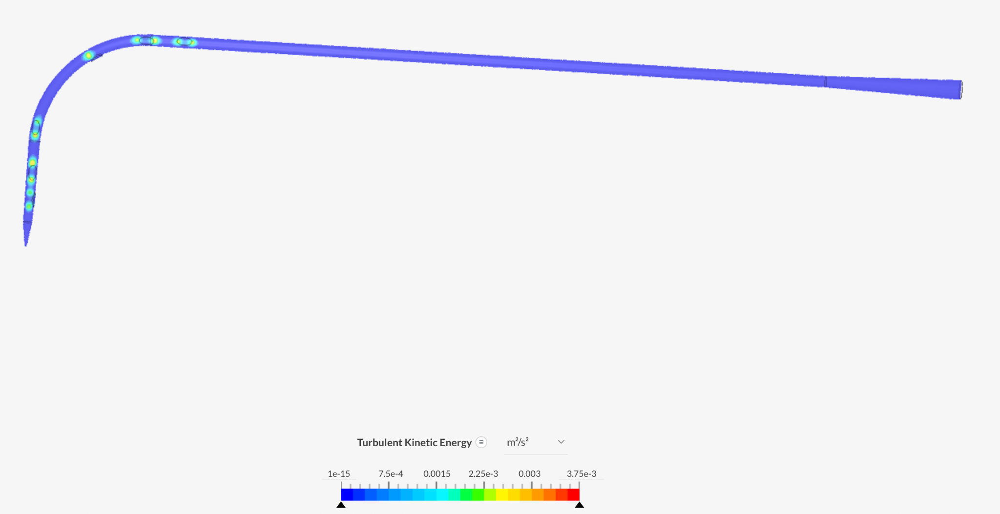 Turbulent Kinetic Energy m²/s²
1e-15 7.5e-4 0.0015 2.25e-3 0.003 3.75e-3